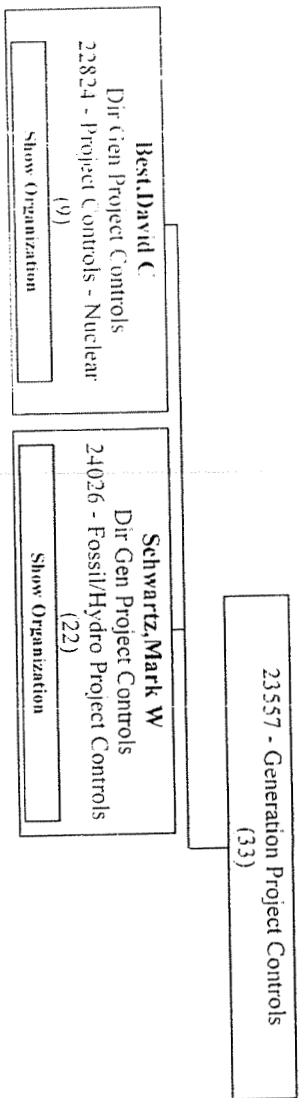 23557 - Generation Project Controls
(33)
Best,David C
Dir Gen Project Controls
22824 - Project Controls - Nuclear
(9)
Show Organization
Schwartz,Mark W
Dir Gen Project Controls
24026 - Fossil/Hydro Project Controls
(22)
Show Organization